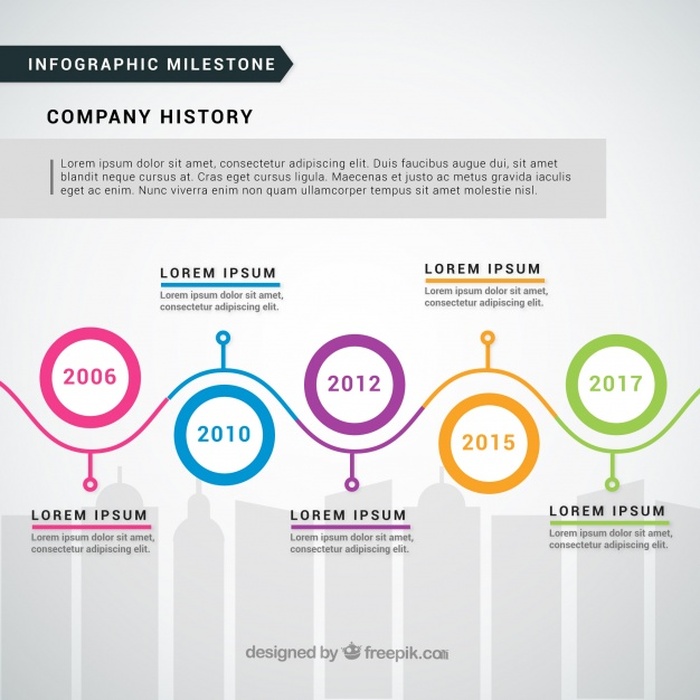 INFOGRAPHIC MILESTONE
COMPANY HISTORY
Lorem ipsum dolor sit amet, consectetur adipiscing elit. Duis faucibus augue dui, sit amet
blandit neque cursus at. Cras eget cursus ligula. Maecenas et justo ac metus gravida varius
eget ac enim. Nunc viverra enim non quam ullamcorper tempus sit amet molestie nisl.
LOREM IPSUM
Lorem ipsum dolor sit amet,
consectetur adipiscing elit.
LOREM IPSUM
Lorem ipsum dolor sit amet,
consectetur adipiscing elit.
2006
2010
2012
2015
2017
LOREM IPSUM
Lorem ipsum dolor sit amet,
consectetur adipiscing elit.
LOREM IPSUM
Lorem ipsum dolor sit amet,
consectetur adipiscing elit.
LOREM IPSUM
Lorem ipsum dolor sit amet,
consectetur adipiscing elit.
designed by freepik.com